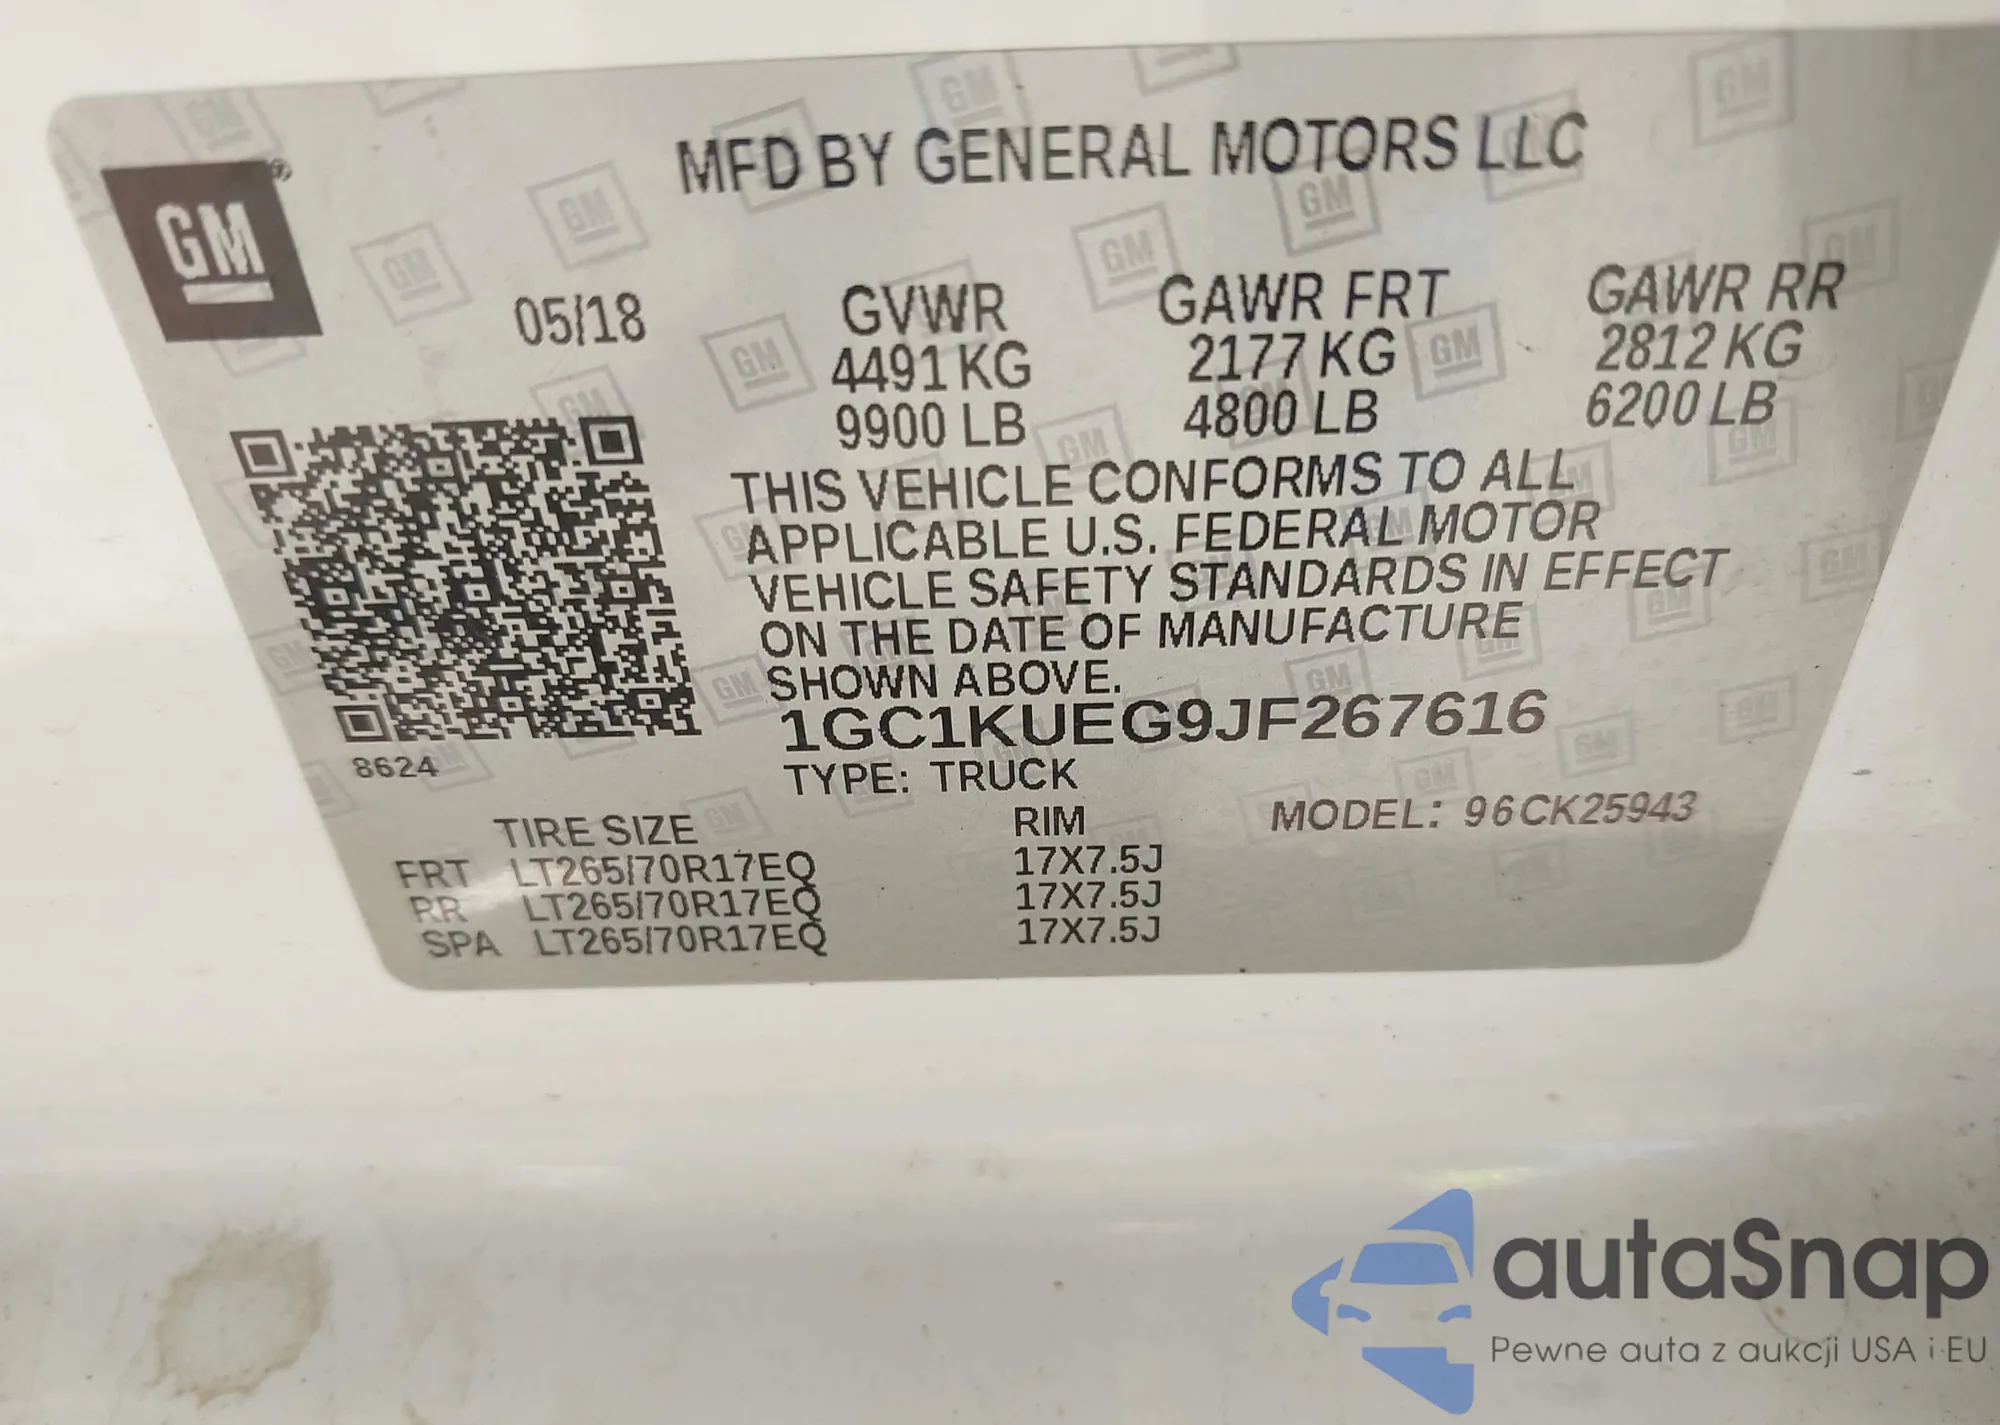 MFD BY GENERAL MOTORS LLC
GM
05/18
GVWR GAWR FRT GAWR RR
4491 KG 2177 KG 2812 KG
9900 LB 4800 LB 6200 LB
THIS VEHICLE CONFORMS TO ALL
APPLICABLE U.S. FEDERAL MOTOR
VEHICLE SAFETY STANDARDS IN EFFECT
ON THE DATE OF MANUFACTURE
SHOWN ABOVE.
1GC1KUEG9JF267616
8624
TYPE: TRUCK
MODEL: 96CK25943
TIRE SIZE RIM
FRT LT265/70R17EQ 17X7.5J
RR LT265/70R17EQ 17X7.5J
SPA LT265/70R17EQ 17X7.5J
autaSnap
Pewne auta z aukcji USA i EU